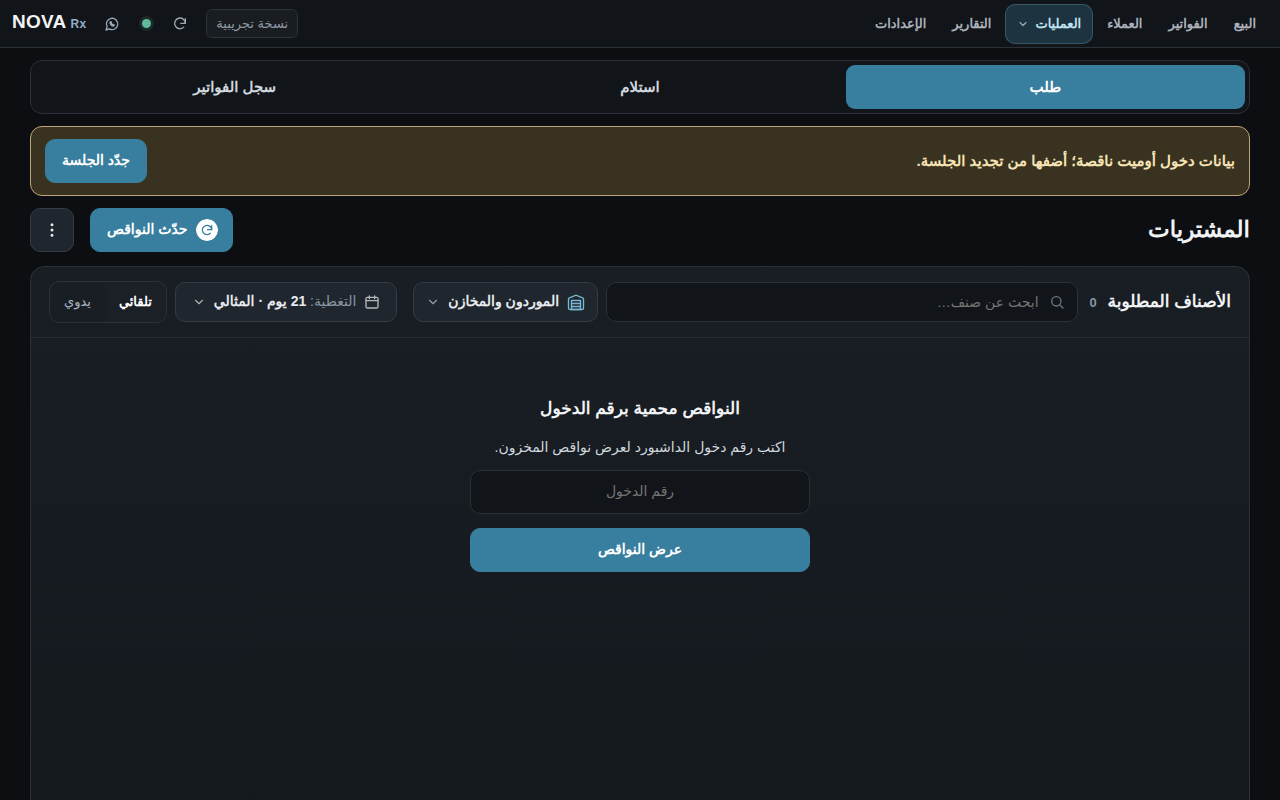 البيع
الفواتير
العملاء
العمليات
التقارير
الإعدادات
نسخة تجريبية
NOVA Rx
طلب
استلام
سجل الفواتير
بيانات دخول أوميت ناقصة؛ أضفها من تجديد الجلسة.
جدّد الجلسة
المشتريات
حدّث النواقص
الأصناف المطلوبة 0
ابحث عن صنف...
الموردون والمخازن
التغطية: 21 يوم · المثالي
تلقائي
يدوي
النواقص محمية برقم الدخول
اكتب رقم دخول الداشبورد لعرض نواقص المخزون.
رقم الدخول
عرض النواقص